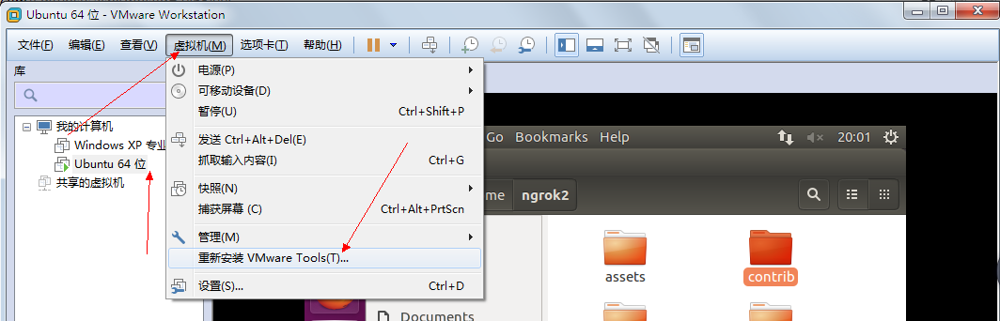 Ubuntu 64 位 - VMware Workstation
文件(F) 编辑(E) 查看(V) 虚拟机(M) 选项卡(T) 帮助(H)
库
我的计算机
Windows XP 专业
Ubuntu 64 位
共享的虚拟机
电源(P)
可移动设备(D)
暂停(U) Ctrl+Shift+P
发送 Ctrl+Alt+Del(E)
抓取输入内容(I) Ctrl+G
快照(N)
捕获屏幕 (C) Ctrl+Alt+PrtScn
管理(M)
重新安装 VMware Tools(T)...
设置(S)... Ctrl+D
Go Bookmarks Help 20:01
me ngrok2
assets contrib
Documents